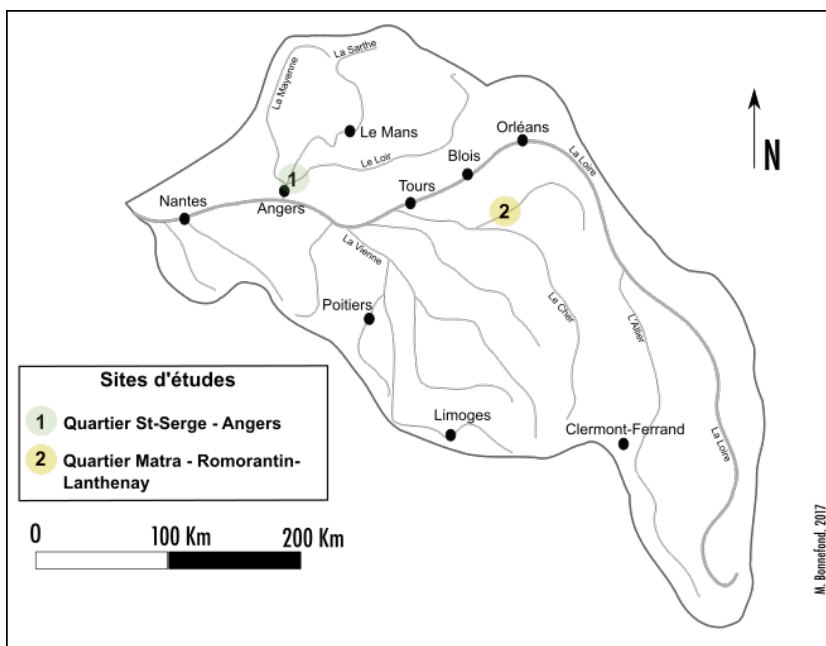 La Sarthe
La Mayenne
Le Mans
Orléans
Le Loir
Blois
La Loire
N
1
Tours
Nantes
Angers
2
La Vienne
Le Cher
L'Allier
Poitiers
Limoges
Clermont-Ferrand
La Loire
Sites d'études
1 Quartier St-Serge - Angers
2 Quartier Matra - Romorantin-
Lanthenay
0 100 Km 200 Km
M. Bonnefond, 2017